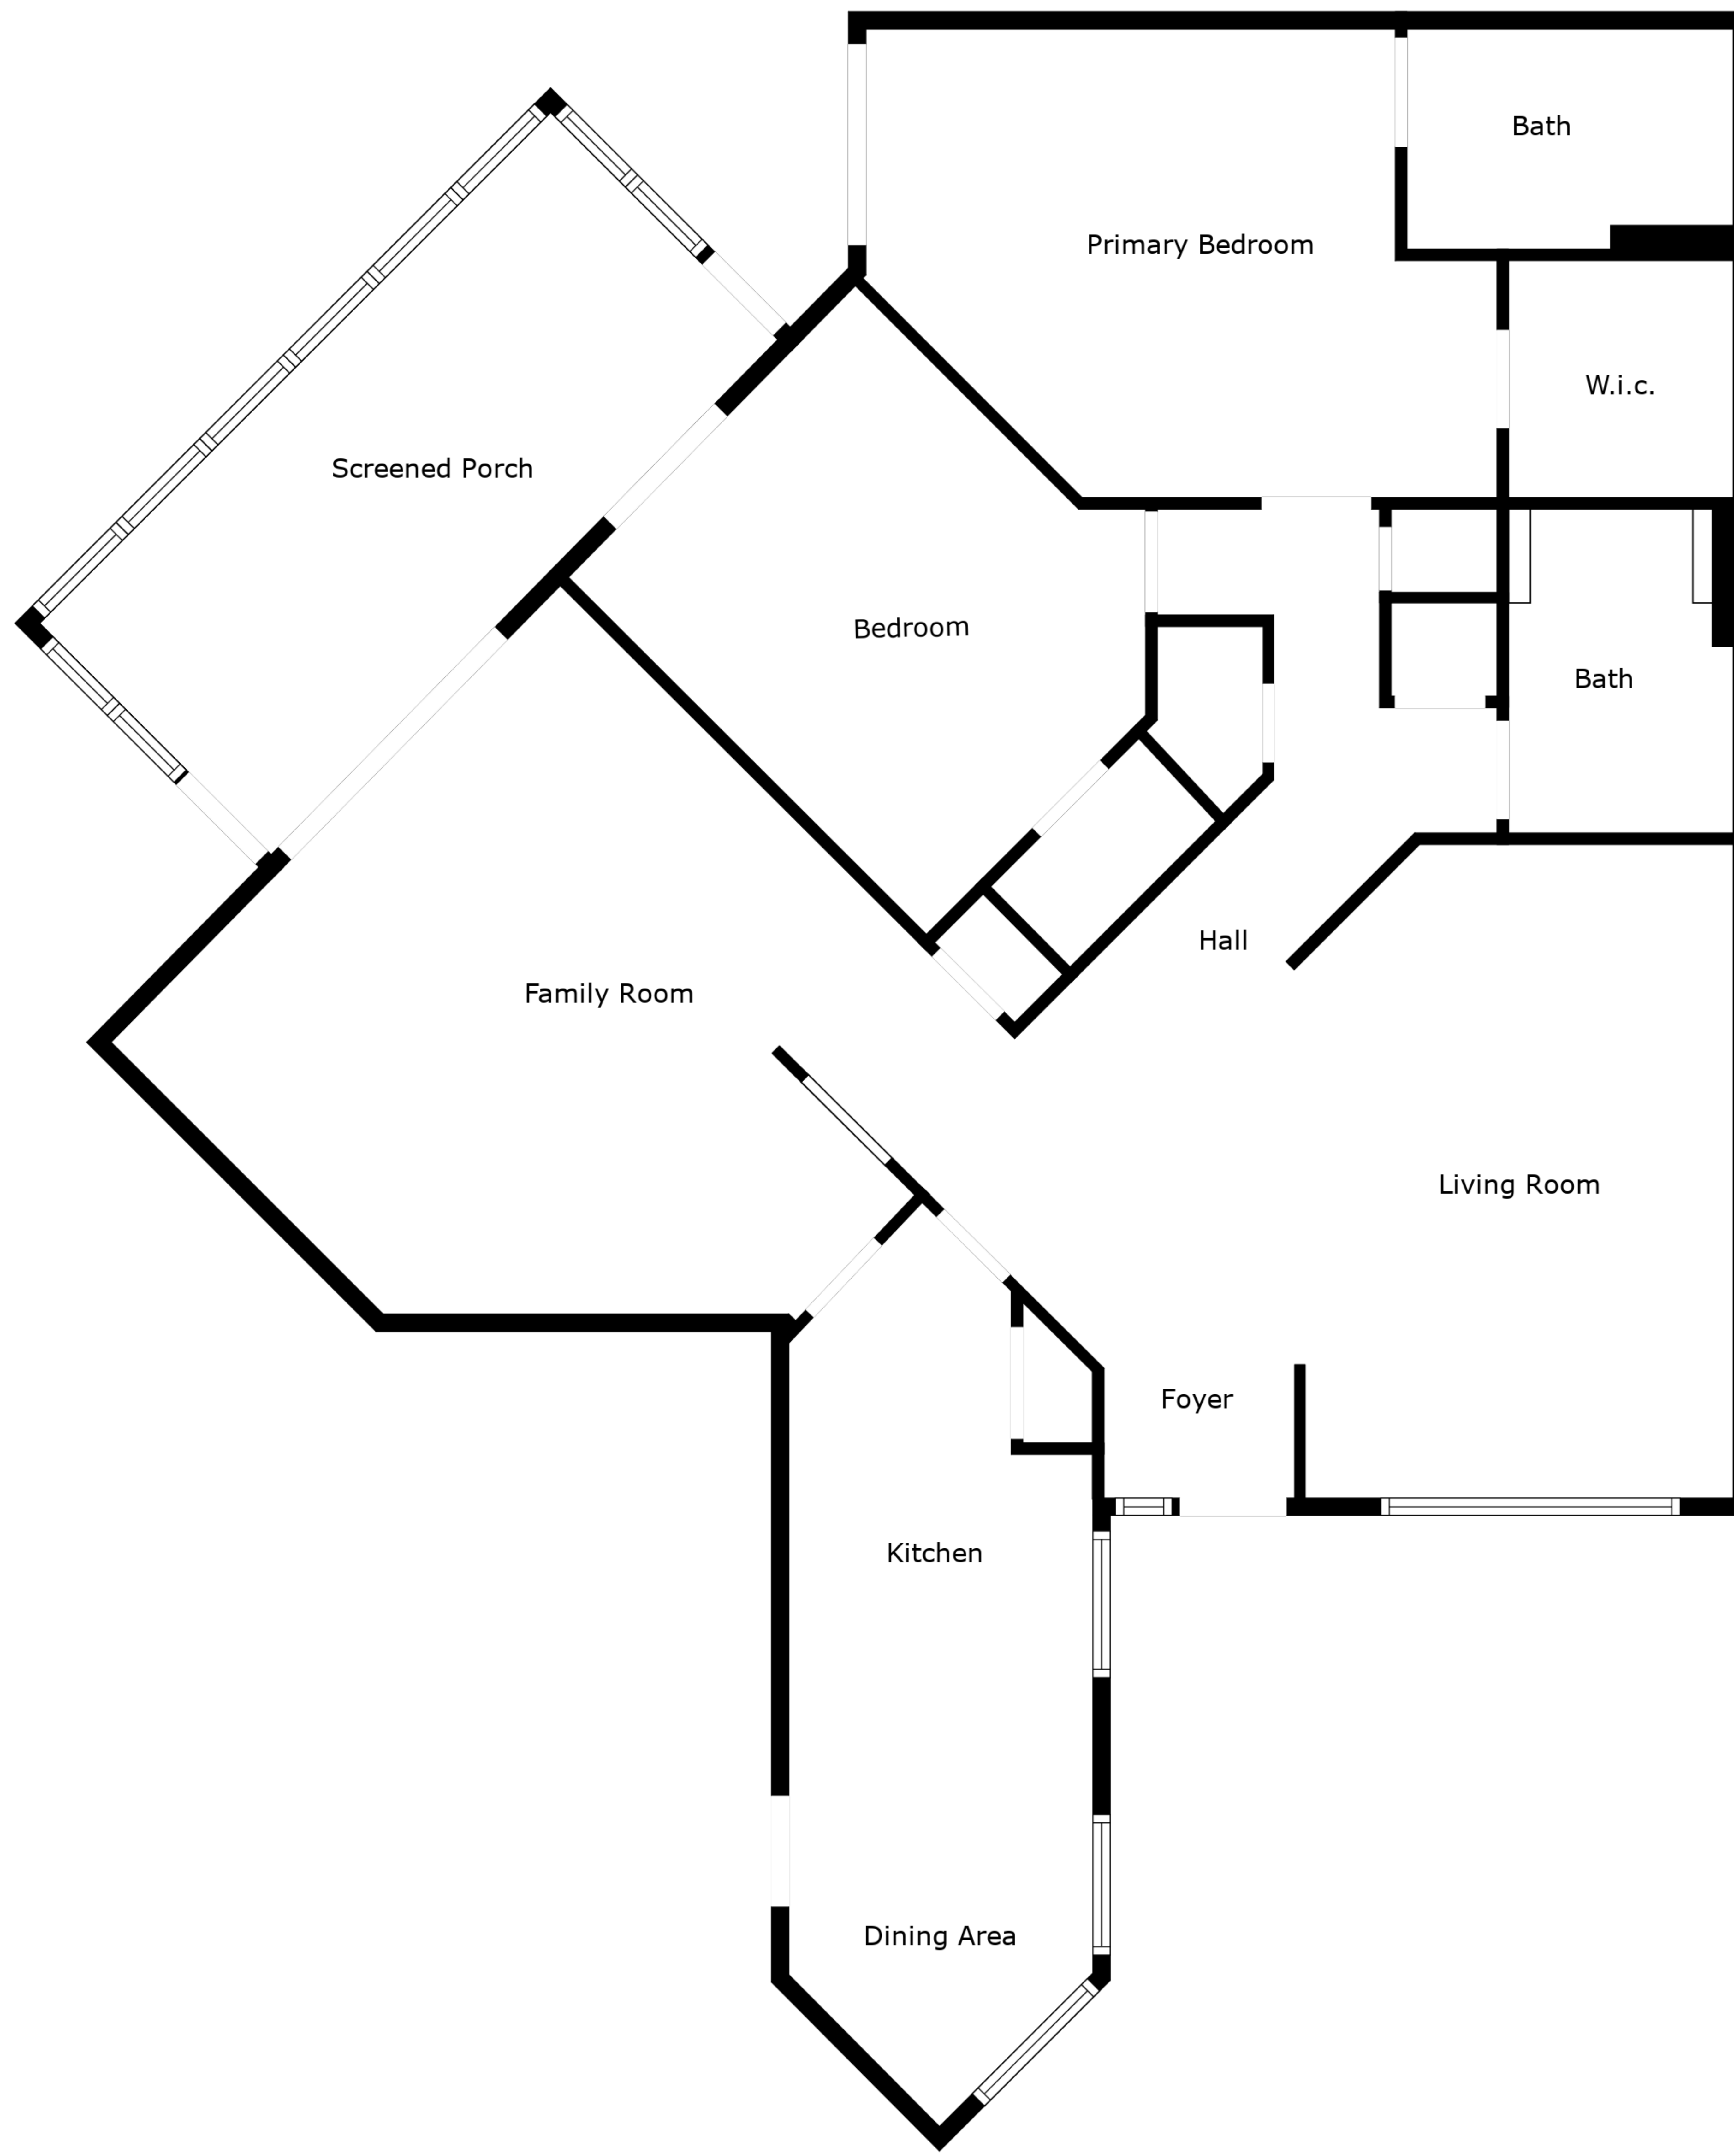 Bath
Primary Bedroom
W.i.c.
Screened Porch
Bedroom
Bath
Hall
Family Room
Living Room
Foyer
Kitchen
Dining Area